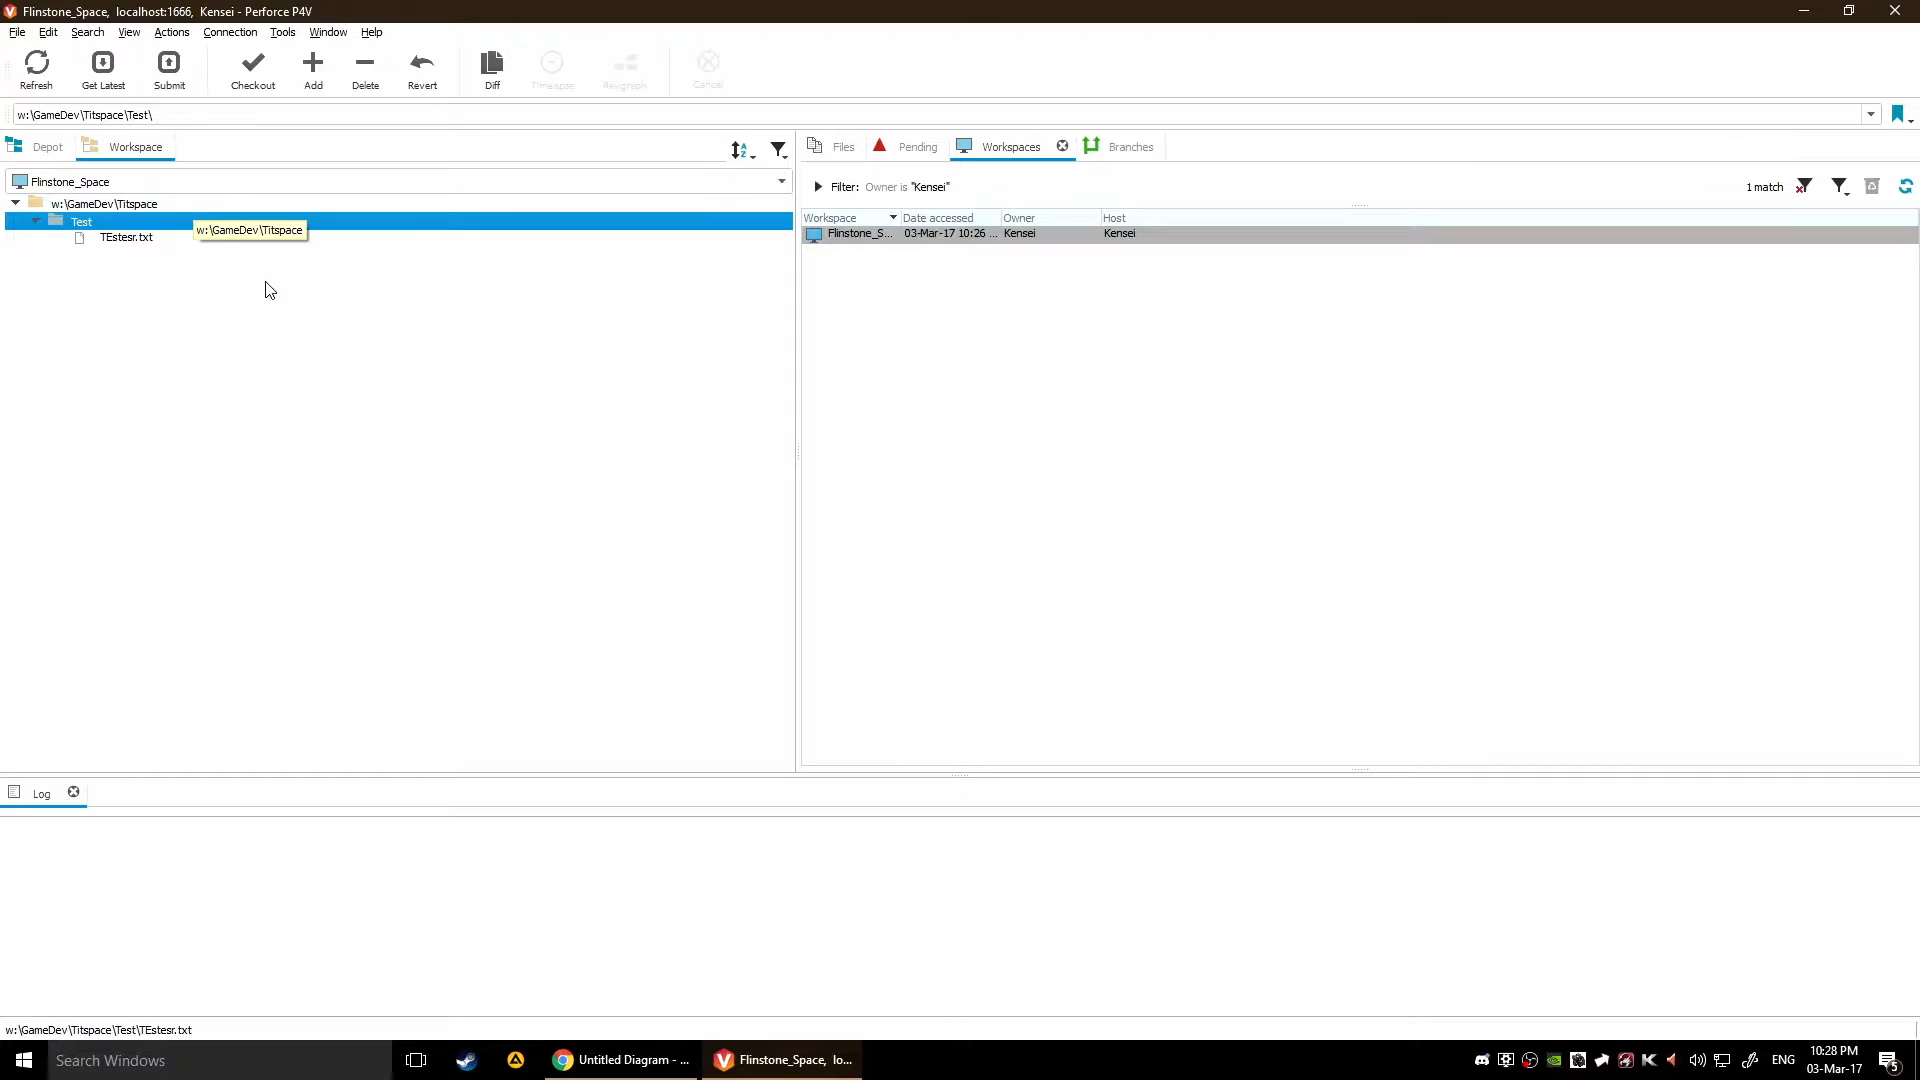 Flinstone_Space, localhost:1666, Kensei - Perforce P4V
File Edit Search View Actions Connection Tools Window Help
Refresh Get Latest Submit Checkout Add Delete Revert Diff Timelapse Revgraph Cancel
w:\GameDev\Titspace\Test\
Depot Workspace
Flinstone_Space
w:\GameDev\Titspace
Test
w:\GameDev\Titspace
TEstesr.txt
Files Pending Workspaces Branches
Filter: Owner is "Kensei"
1 match
Workspace Date accessed Owner Host
Flinstone_S... 03-Mar-17 10:26 ... Kensei Kensei
Log
w:\GameDev\Titspace\Test\TEstesr.txt
Search Windows
Untitled Diagram - ...
Flinstone_Space, lo...
ENG
10:28 PM
03-Mar-17
5